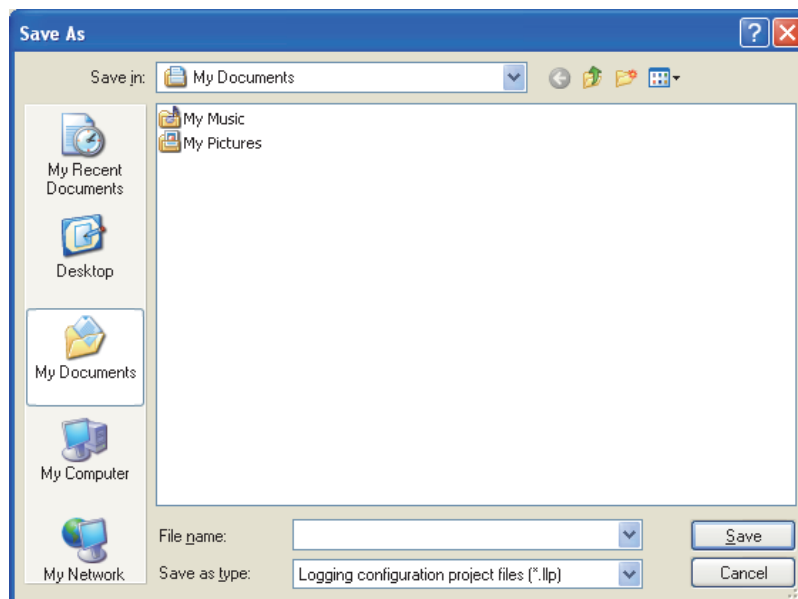 Save As
Save in:
My Documents
My Recent
Documents
Desktop
My Documents
My Computer
My Network
My Music
My Pictures
File name:
Save
Save as type:
Logging configuration project files (*.llp)
Cancel